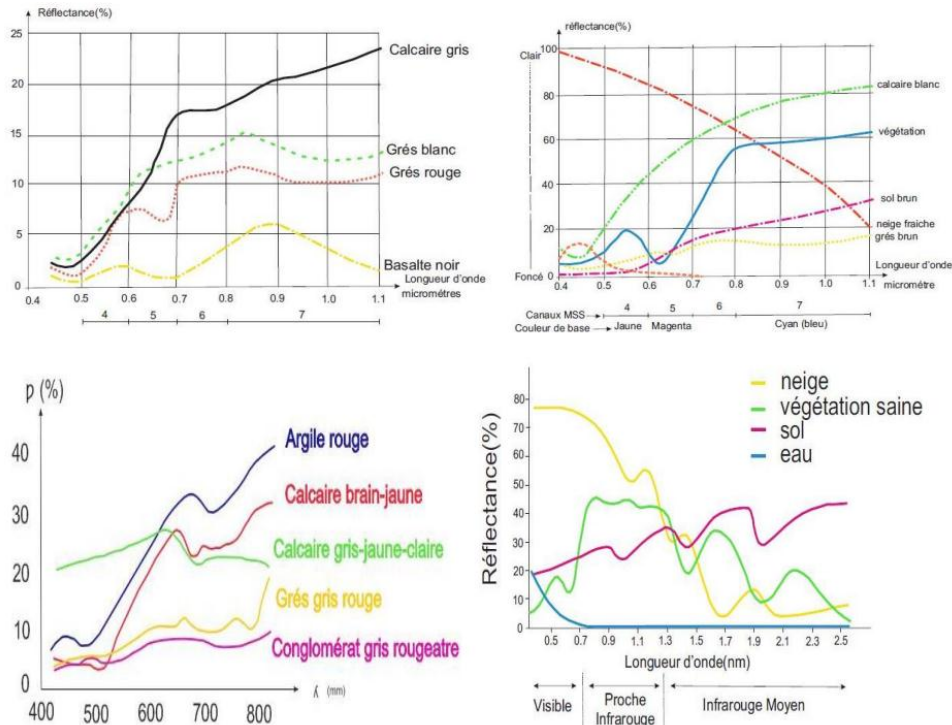 Réflectance(%)
25
20
15
10
5
0
Calcaire gris
Grés blanc
Grés rouge
Basalte noir
Longueur d'onde
micrométres
0.4
0.5
0.6
0.7
0.8
0.9
1.0
1.1
4
5
6
7
réflectance(%)
Clair
100
80
60
40
20
0
Foncé
calcaire blanc
végétation
sol brun
neige fraiche
grés brun
Longueur d'onde
micrométre
0.4
0.5
0.6
0.7
0.8
0.9
1.0
1.1
Canaux MSS
4
5
6
7
Couleur de base
Jaune
Magenta
Cyan (bleu)
p (%)
40
30
20
10
0
Argile rouge
Calcaire brain-jaune
Calcaire gris-jaune-claire
Grés gris rouge
Conglomérat gris rougeatre
(mm)
400
500
600
700
800
Réflectance(%)
80
70
60
50
40
30
20
10
0
neige
végétation saine
sol
eau
0.5
0.7
0.9
1.1
1.3
1.5
1.7
1.9
2.1
2.3
2.5
Longueur d'onde(nm)
Visible
Proche
Infrarouge
Infrarouge Moyen